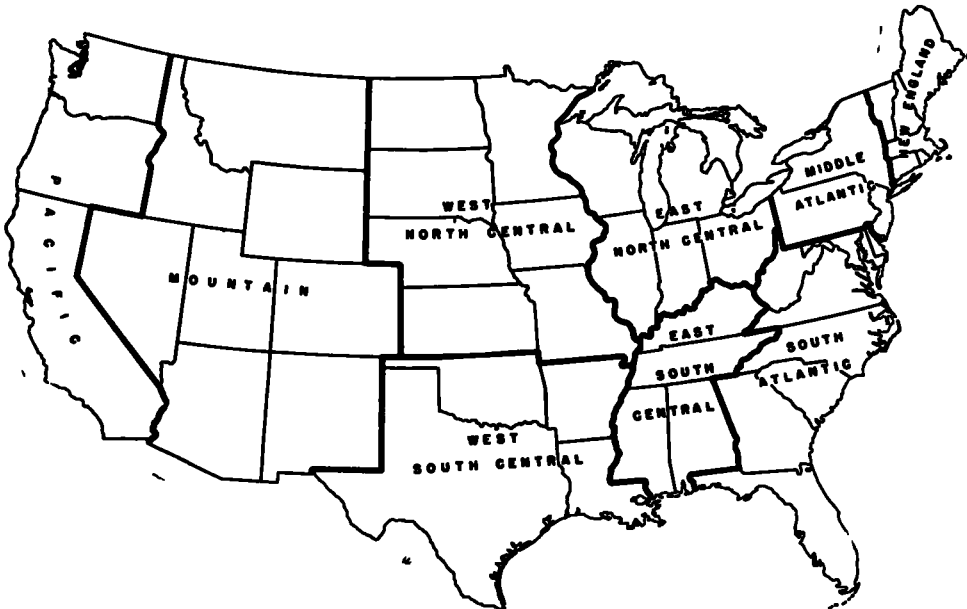 NEW ENGLAND
MIDDLE
ATLANTIC
WEST
NORTH CENTRAL
EAST
NORTH CENTRAL
PACIFIC
MOUNTAIN
EAST
SOUTH
CENTRAL
SOUTH
ATLANTIC
WEST
SOUTH CENTRAL